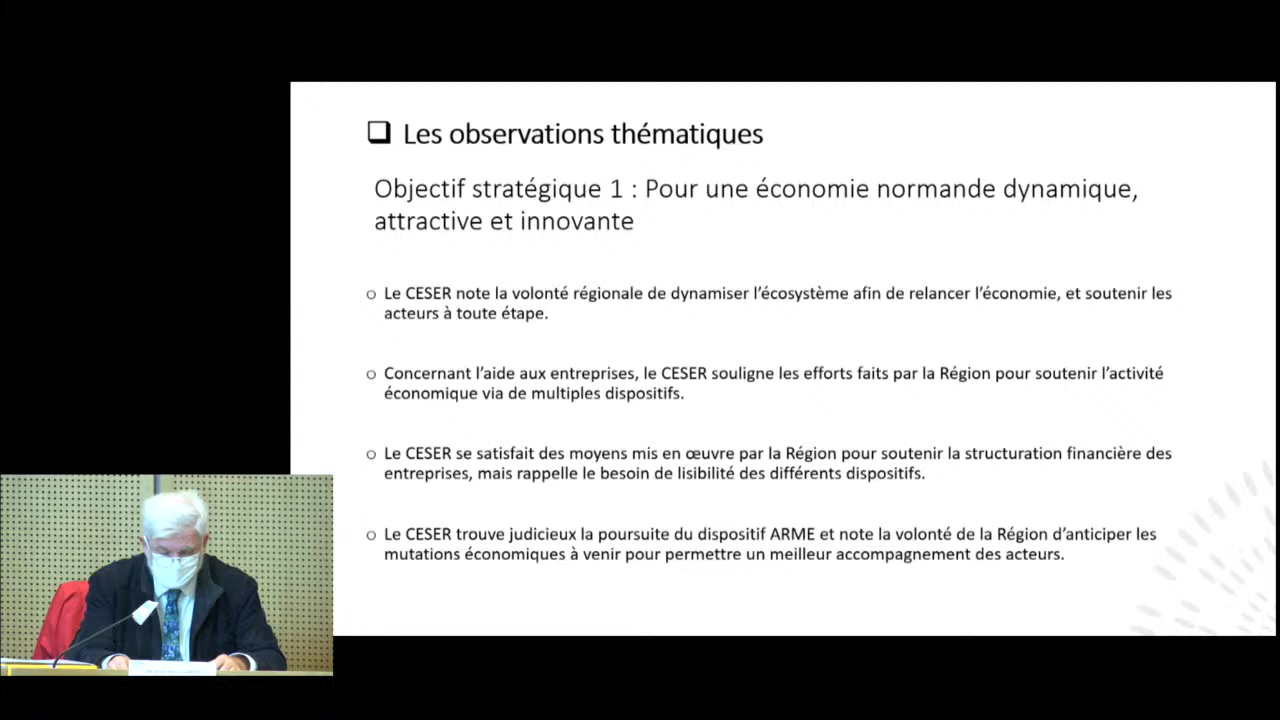 Les observations thématiques
Objectif stratégique 1 : Pour une économie normande dynamique,
attractive et innovante
Le CESER note la volonté régionale de dynamiser l’écosystème afin de relancer l’économie, et soutenir les
acteurs à toute étape.
Concernant l’aide aux entreprises, le CESER souligne les efforts faits par la Région pour soutenir l’activité
économique via de multiples dispositifs.
Le CESER se satisfait des moyens mis en œuvre par la Région pour soutenir la structuration financière des
entreprises, mais rappelle le besoin de lisibilité des différents dispositifs.
Le CESER trouve judicieux la poursuite du dispositif ARME et note la volonté de la Région d’anticiper les
mutations économiques à venir pour permettre un meilleur accompagnement des acteurs.